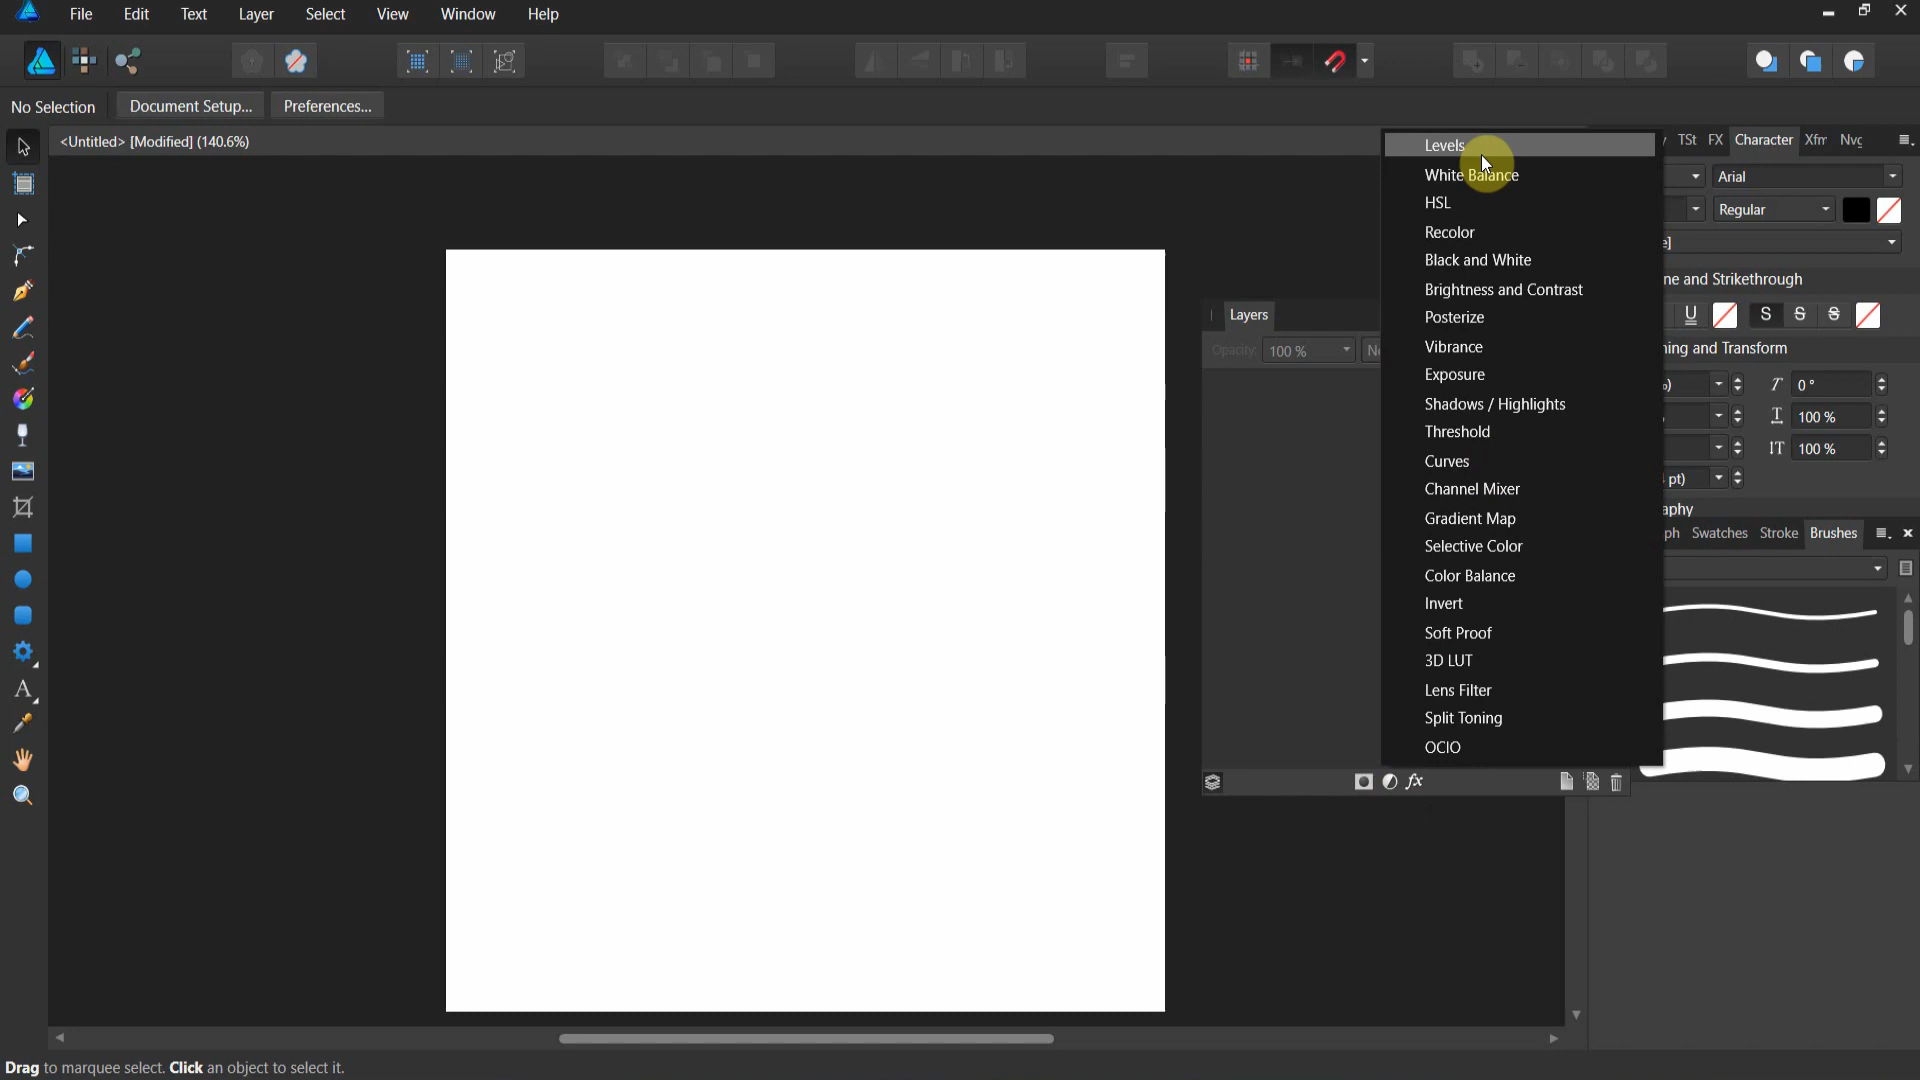 File Edit Text Layer Select View Window Help
No Selection Document Setup... Preferences...
<Untitled> [Modified] (140.6%)
TSt FX Character Xfm
Arial
Regular
e]
ne and Strikethrough
U S S S
ning and Transform
0 °
100 %
100 %
pt)
aphy
ph Swatches Stroke Brushes
Layers
Opacity: 100 %
Levels
White Balance
HSL
Recolor
Black and White
Brightness and Contrast
Posterize
Vibrance
Exposure
Shadows / Highlights
Threshold
Curves
Channel Mixer
Gradient Map
Selective Color
Color Balance
Invert
Soft Proof
3D LUT
Lens Filter
Split Toning
OCIO
fx
Drag to marquee select. Click an object to select it.